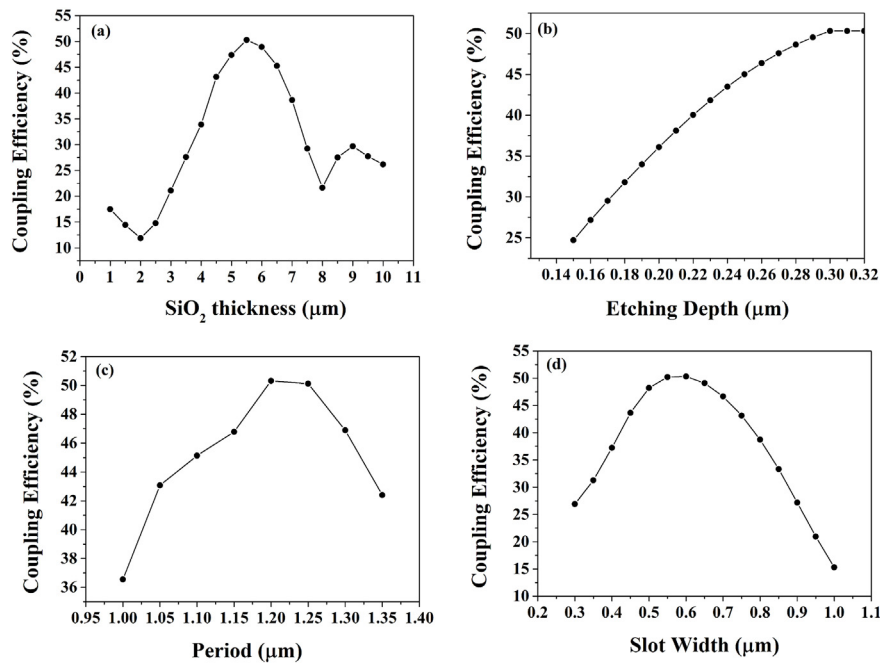 (a)
Coupling Efficiency (%)
55
50
45
40
35
30
25
20
15
10
0 1 2 3 4 5 6 7 8 9 10 11
SiO₂ thickness (μm)
(b)
Coupling Efficiency (%)
50
45
40
35
30
25
0.14 0.16 0.18 0.20 0.22 0.24 0.26 0.28 0.30 0.32
Etching Depth (μm)
(c)
Coupling Efficiency (%)
52
50
48
46
44
42
40
38
36
0.95 1.00 1.05 1.10 1.15 1.20 1.25 1.30 1.35 1.40
Period (μm)
(d)
Coupling Efficiency (%)
55
50
45
40
35
30
25
20
15
10
0.2 0.3 0.4 0.5 0.6 0.7 0.8 0.9 1.0 1.1
Slot Width (μm)